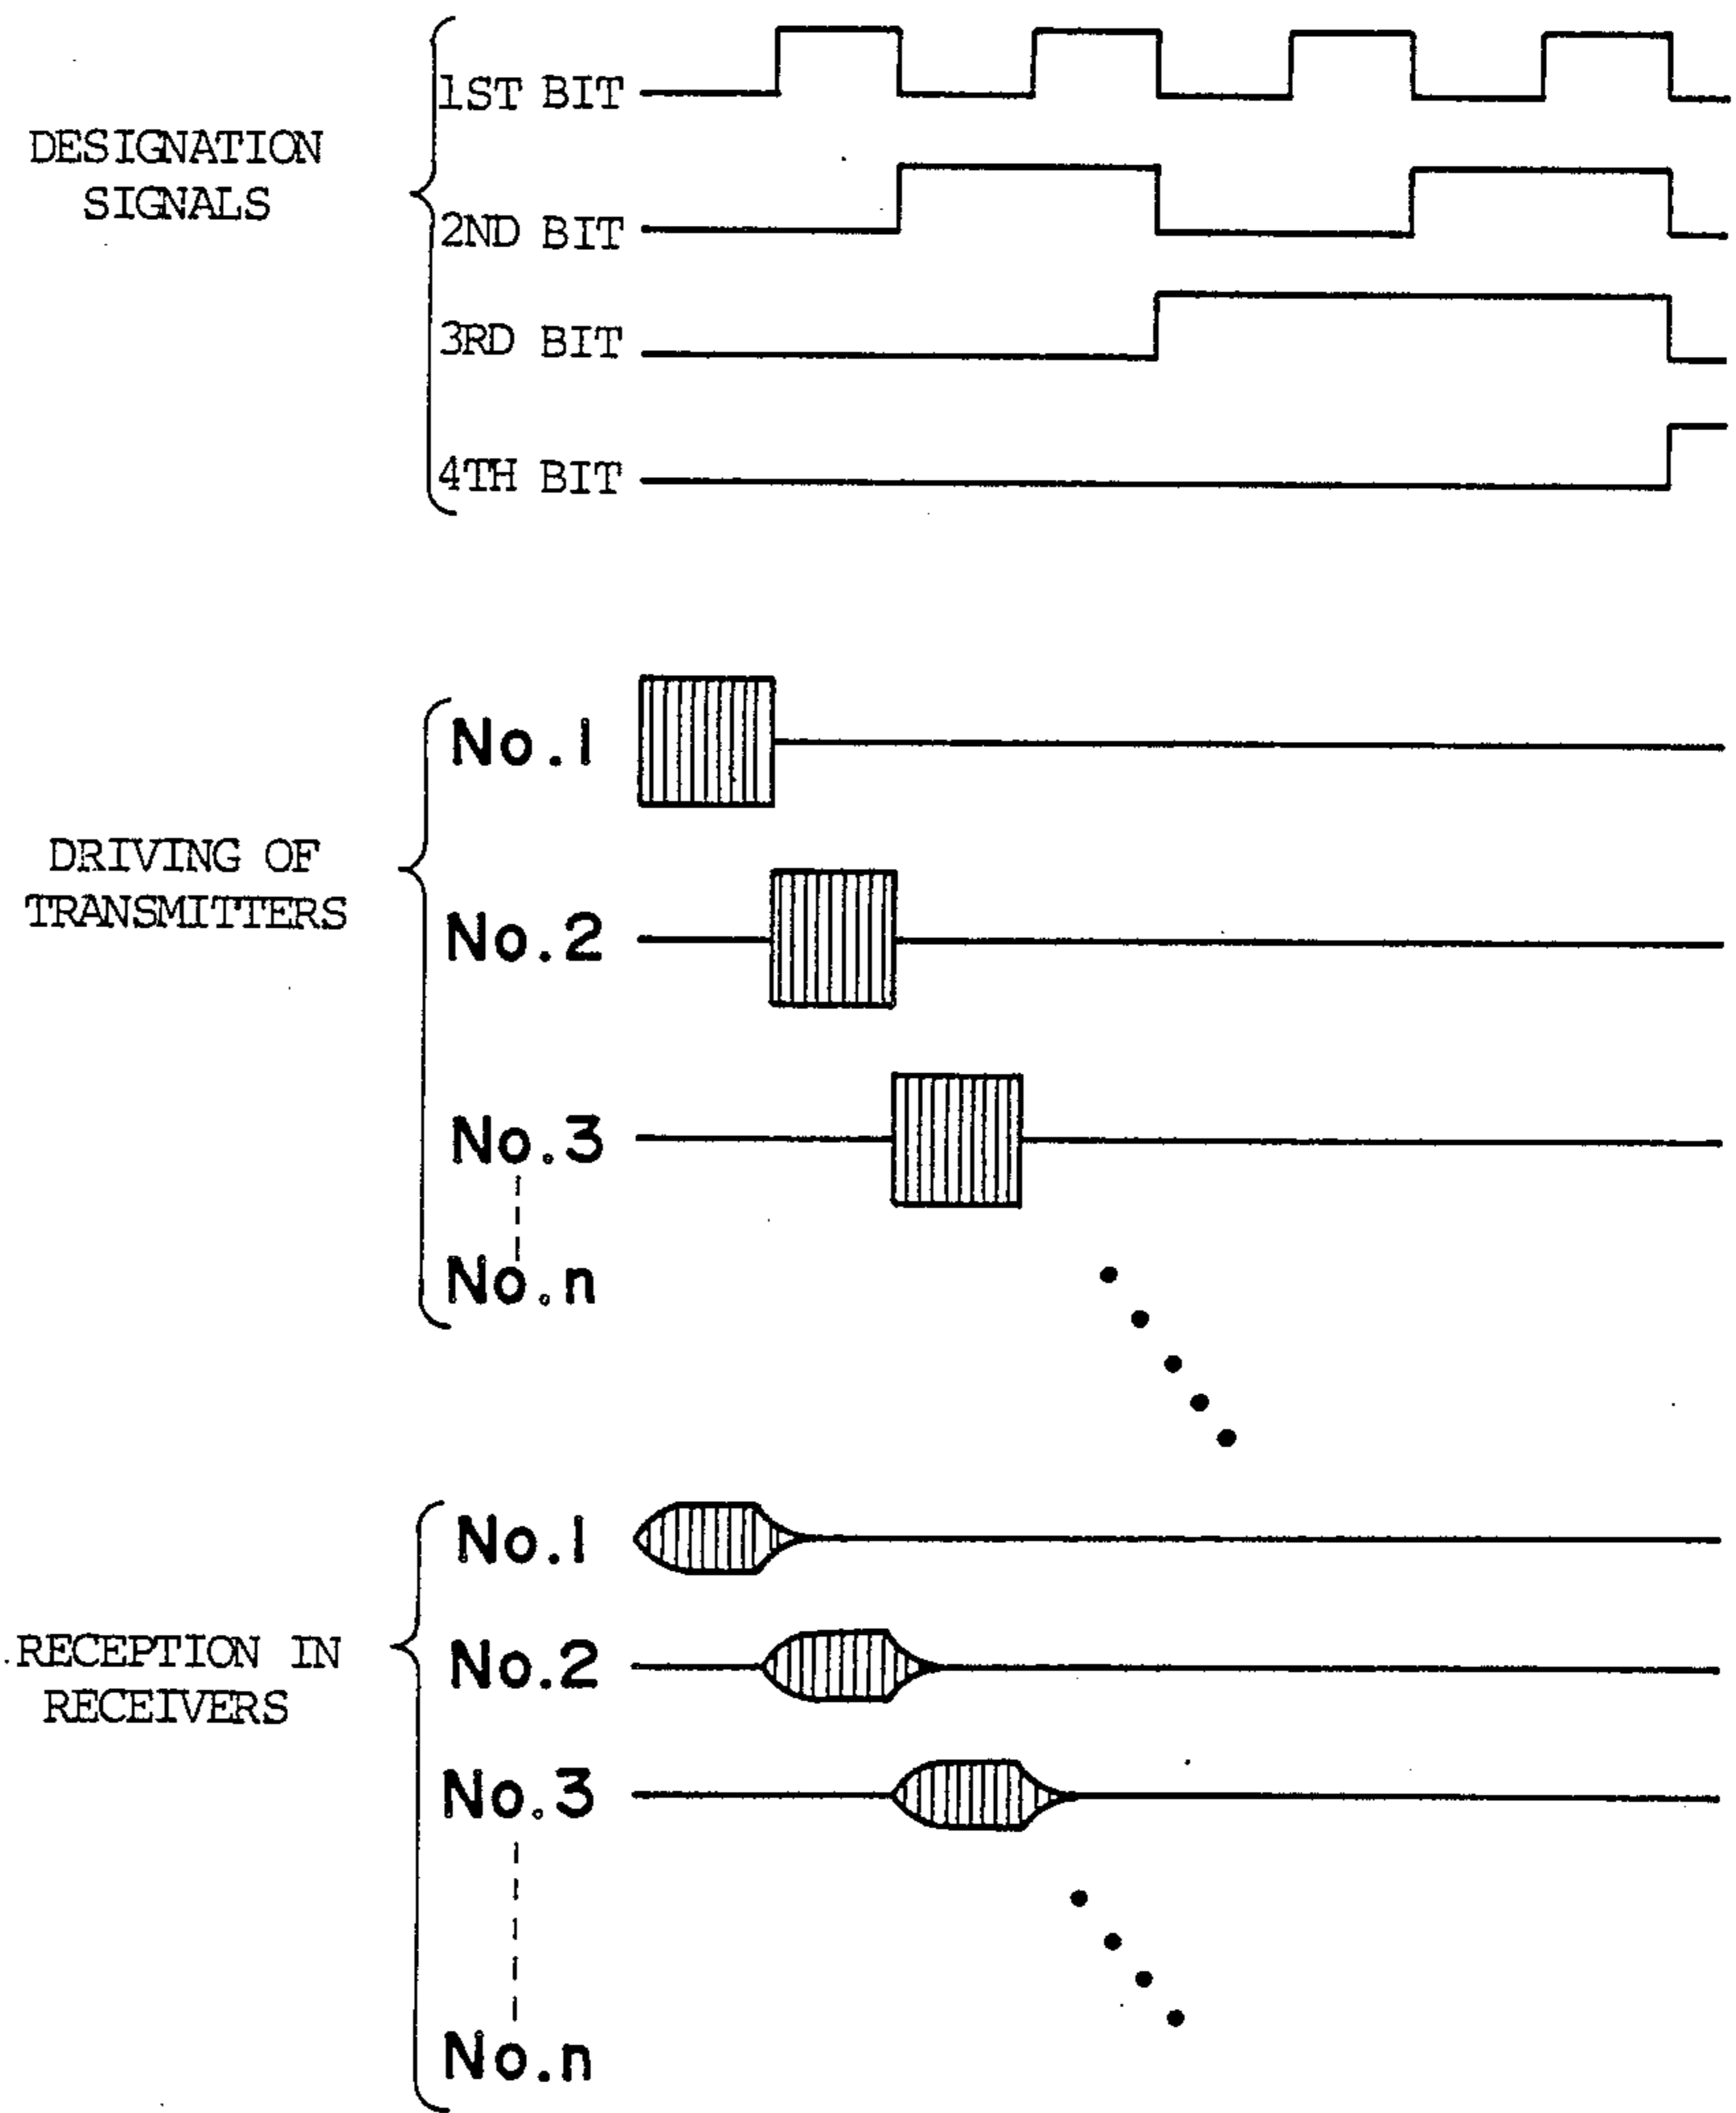 DESIGNATION
SIGNALS
1ST BIT
2ND BIT
3RD BIT
4TH BIT
DRIVING OF
TRANSMITTERS
No.1
No.2
No.3
No.n
RECEPTION IN
RECEIVERS
No.1
No.2
No.3
No.n